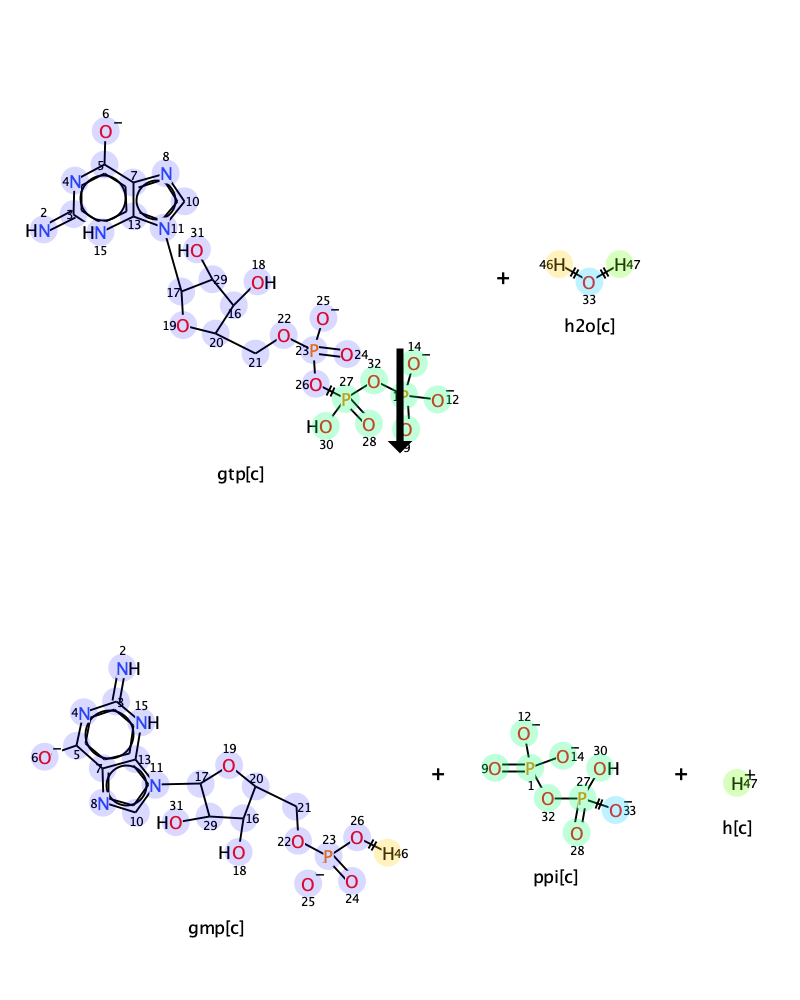 6
O−
5
4 N
7
8
N
2
HN
3
HN
15
13
10
N 11
31
HO
18
OH
29
17
16
19 O
20
21
22
O
25
O−
23 P
O 24
26 O
27
P
32
O
14
O−
1 P
O− 12
HO
30
O
28
O
9
gtp[c]
+
46 H
H 47
O
33
h2o[c]
2
NH
3
4 N
15
NH
5
6 O−
7
13
11
N
8 N
10
17
19
O
20
21
31
HO
29
16
HO
18
22 O
23
P
26
O
H 46
O−
25
O
24
gmp[c]
+
12
O−
O−
14
9 O
P
1
30
OH
27
P
O
32
O−
33
O
28
ppi[c]
+
H+
47
h[c]